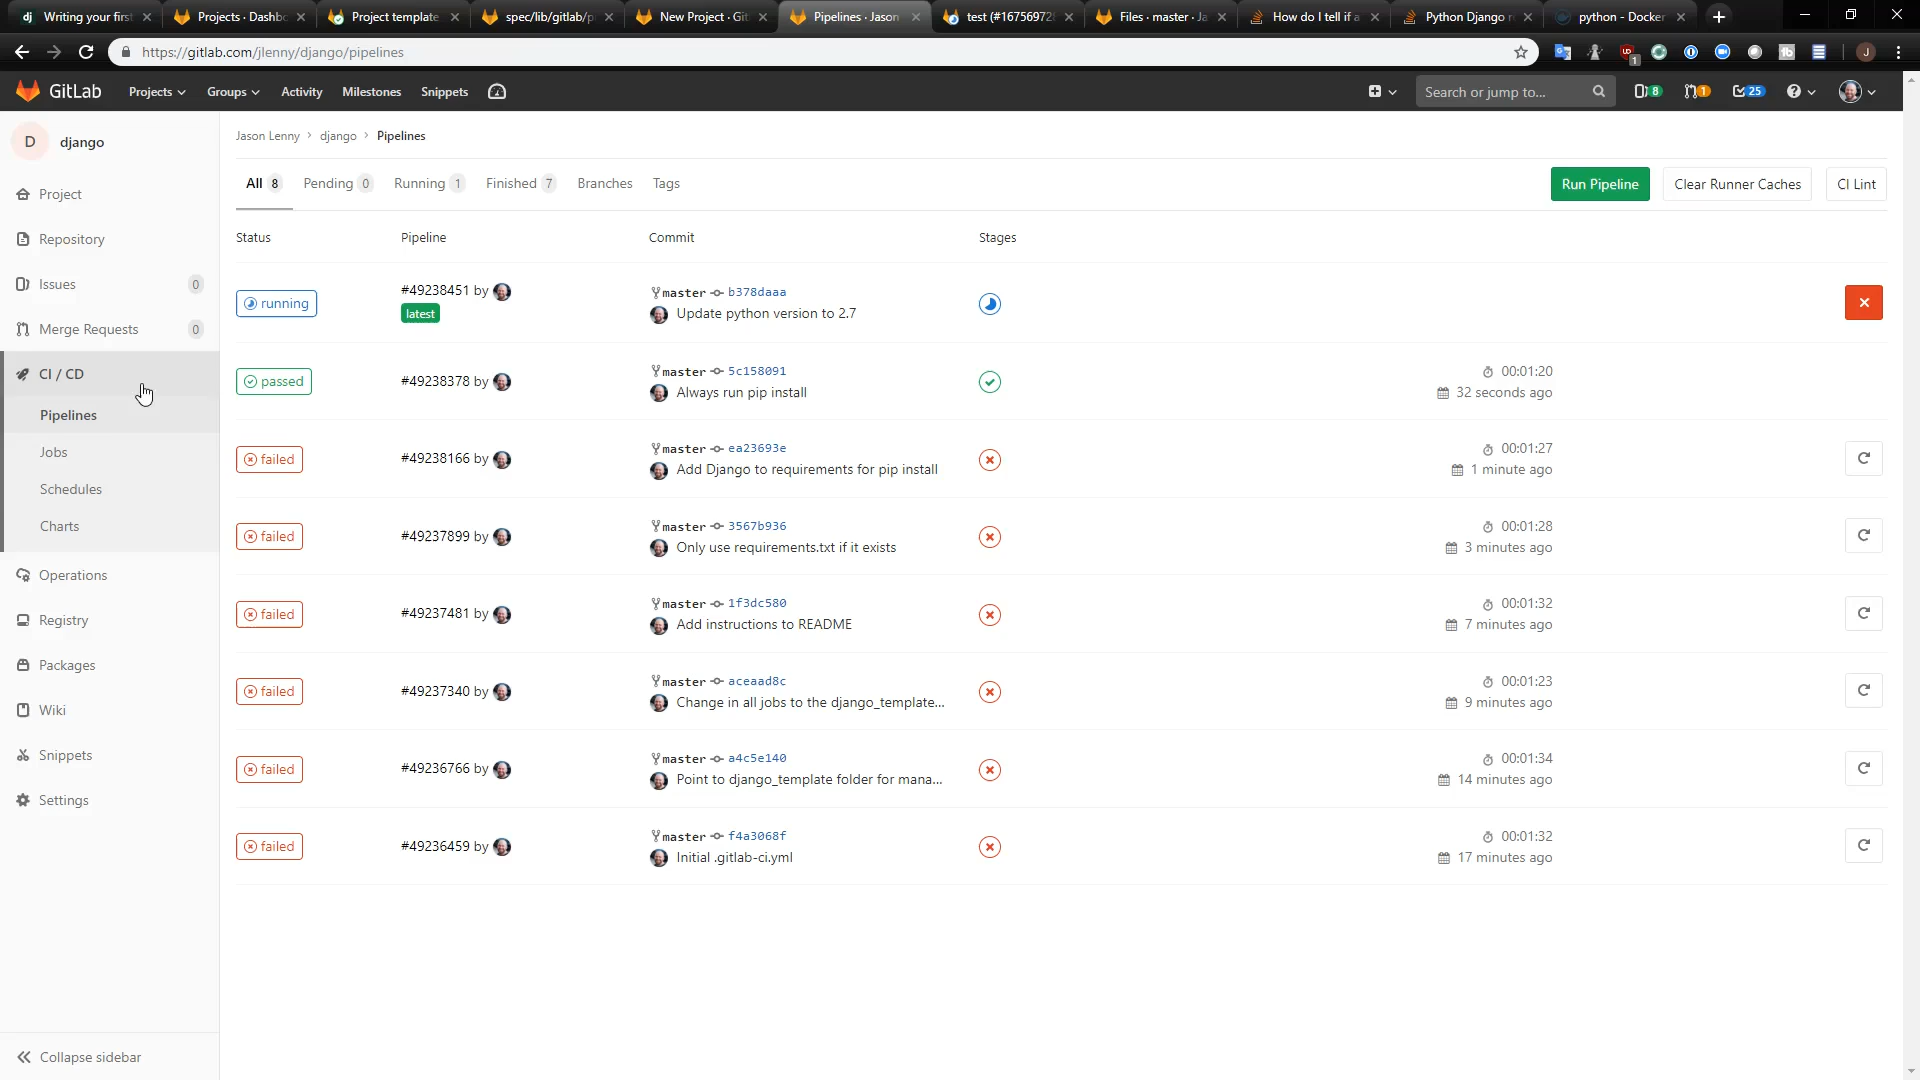 Writing your first
Projects · Dashbo
Project template
spec/lib/gitlab/p
New Project · Git
Pipelines · Jason
test (#16756972
Files · master · Ja
How do I tell if a
Python Django r
python - Docker
https://gitlab.com/jlenny/django/pipelines
GitLab
Projects
Groups
Activity
Milestones
Snippets
Search or jump to...
8
1
25
D
django
Project
Repository
Issues 0
Merge Requests 0
CI / CD
Pipelines
Jobs
Schedules
Charts
Operations
Registry
Packages
Wiki
Snippets
Settings
Collapse sidebar
Jason Lenny > django > Pipelines
All 8
Pending 0
Running 1
Finished 7
Branches
Tags
Run Pipeline
Clear Runner Caches
CI Lint
Status Pipeline Commit Stages
running
#49238451 by
latest
master b378daaa
Update python version to 2.7
passed
#49238378 by
master 5c158091
Always run pip install
00:01:20
32 seconds ago
failed
#49238166 by
master ea23693e
Add Django to requirements for pip install
00:01:27
1 minute ago
failed
#49237899 by
master 3567b936
Only use requirements.txt if it exists
00:01:28
3 minutes ago
failed
#49237481 by
master 1f3dc580
Add instructions to README
00:01:32
7 minutes ago
failed
#49237340 by
master aceaad8c
Change in all jobs to the django_template...
00:01:23
9 minutes ago
failed
#49236766 by
master a4c5e140
Point to django_template folder for mana...
00:01:34
14 minutes ago
failed
#49236459 by
master f4a3068f
Initial .gitlab-ci.yml
00:01:32
17 minutes ago